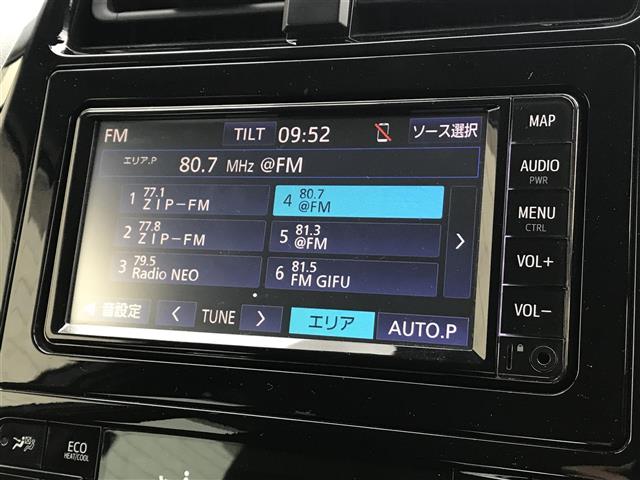 FM TILT 09:52 ソース選択
エリア.P 80.7 MHz @FM
1 77.1 ZIP-FM
4 80.7 @FM
2 77.8 ZIP-FM
5 81.3 @FM
3 79.5 Radio NEO
6 81.5 FM GIFU
音設定 TUNE エリア AUTO.P
MAP
AUDIO
PWR
MENU
CTRL
VOL+
VOL-
ECO
HEAT/COOL